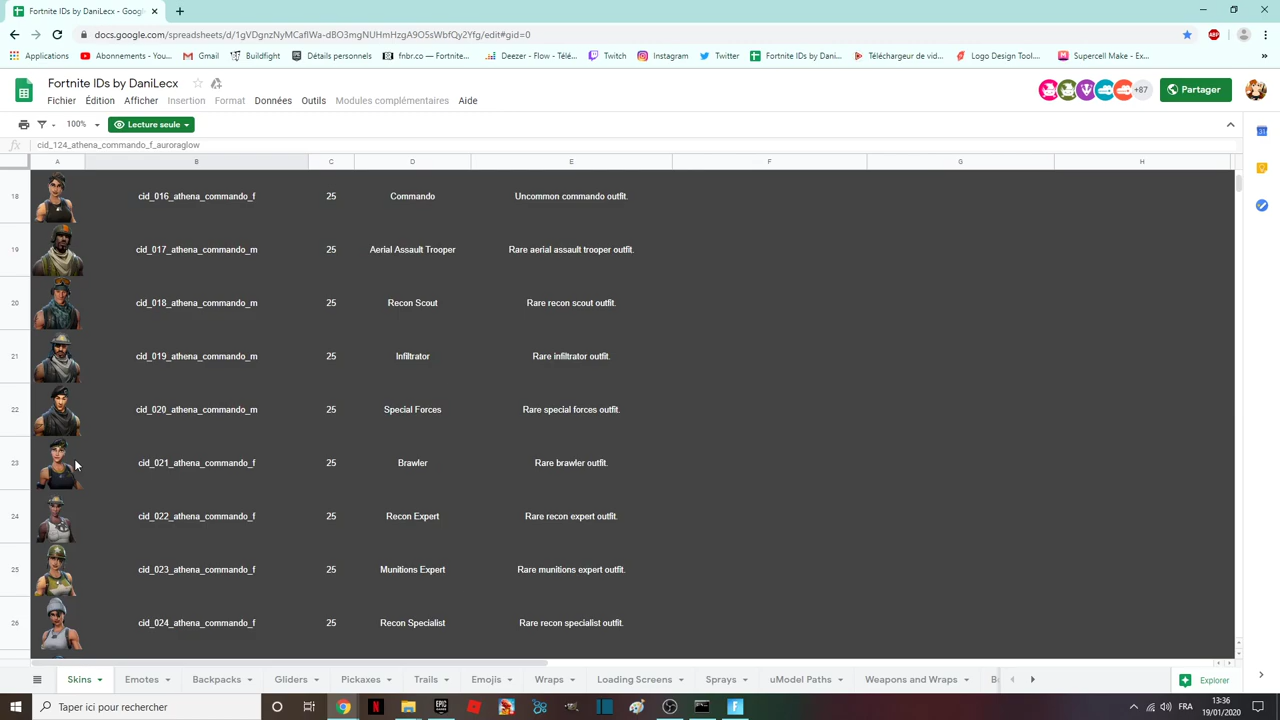 Fortnite IDs by DaniLecx - Googl
docs.google.com/spreadsheets/d/1gVDgnzNyMCaflWa-dBO3mgNUHmHzgA9O5sWbfQy2Yfg/edit#gid=0
ABP
Applications Abonnements - You... Gmail Buildfight Détails personnels fnbr.co — Fortnite... Deezer - Flow - Télé... Twitch Instagram Twitter Fortnite IDs by Dani... Téléchargeur de vid... Logo Design Tool.... Supercell Make - Ex... »
Fortnite IDs by DaniLecx
+87 Partager
Fichier Édition Afficher Insertion Format Données Outils Modules complémentaires Aide
100% Lecture seule
fx cid_124_athena_commando_f_auroraglow
A B C D E F G H
18 cid_016_athena_commando_f 25 Commando Uncommon commando outfit.
19 cid_017_athena_commando_m 25 Aerial Assault Trooper Rare aerial assault trooper outfit.
20 cid_018_athena_commando_m 25 Recon Scout Rare recon scout outfit.
21 cid_019_athena_commando_m 25 Infiltrator Rare infiltrator outfit.
22 cid_020_athena_commando_m 25 Special Forces Rare special forces outfit.
23 cid_021_athena_commando_f 25 Brawler Rare brawler outfit.
24 cid_022_athena_commando_f 25 Recon Expert Rare recon expert outfit.
25 cid_023_athena_commando_f 25 Munitions Expert Rare munitions expert outfit.
26 cid_024_athena_commando_f 25 Recon Specialist Rare recon specialist outfit.
Skins Emotes Backpacks Gliders Pickaxes Trails Emojis Wraps Loading Screens Sprays uModel Paths Weapons and Wraps Explorer
Taper ici pour rechercher FRA 13:36
19/01/2020